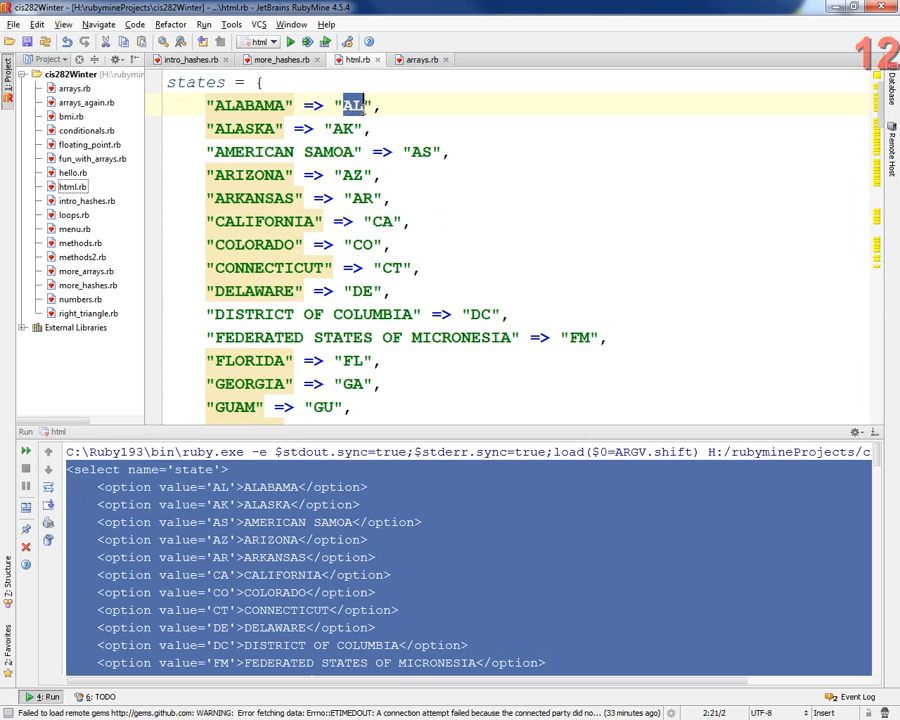 cis282Winter - [H:\rubymineProjects\cis282Winter] - ...\html.rb - JetBrains RubyMine 4.5.4
File Edit View Navigate Code Refactor Run Tools VCS Window Help
html
12
Project
intro_hashes.rb
more_hashes.rb
html.rb
arrays.rb
1: Project
Database
Remote Host
cis282Winter (H:\rubymine
arrays.rb
arrays_again.rb
bmi.rb
conditionals.rb
floating_point.rb
fun_with_arrays.rb
hello.rb
html.rb
intro_hashes.rb
loops.rb
menu.rb
methods.rb
methods2.rb
more_arrays.rb
more_hashes.rb
numbers.rb
right_triangle.rb
External Libraries
states = {
"ALABAMA" => "AL",
"ALASKA" => "AK",
"AMERICAN SAMOA" => "AS",
"ARIZONA" => "AZ",
"ARKANSAS" => "AR",
"CALIFORNIA" => "CA",
"COLORADO" => "CO",
"CONNECTICUT" => "CT",
"DELAWARE" => "DE",
"DISTRICT OF COLUMBIA" => "DC",
"FEDERATED STATES OF MICRONESIA" => "FM",
"FLORIDA" => "FL",
"GEORGIA" => "GA",
"GUAM" => "GU",
Run html
C:\Ruby193\bin\ruby.exe -e $stdout.sync=true;$stderr.sync=true;load($0=ARGV.shift) H:/rubymineProjects/c
<select name='state'>
<option value='AL'>ALABAMA</option>
<option value='AK'>ALASKA</option>
<option value='AS'>AMERICAN SAMOA</option>
<option value='AZ'>ARIZONA</option>
<option value='AR'>ARKANSAS</option>
<option value='CA'>CALIFORNIA</option>
<option value='CO'>COLORADO</option>
<option value='CT'>CONNECTICUT</option>
<option value='DE'>DELAWARE</option>
<option value='DC'>DISTRICT OF COLUMBIA</option>
<option value='FM'>FEDERATED STATES OF MICRONESIA</option>
7: Structure
2: Favorites
4: Run
6: TODO
2 Event Log
Failed to load remote gems http://gems.github.com: WARNING: Error fetching data: Errno::ETIMEDOUT: A connection attempt failed because the connected party did no... (33 minutes ago)
2:21/2
UTF-8
Insert